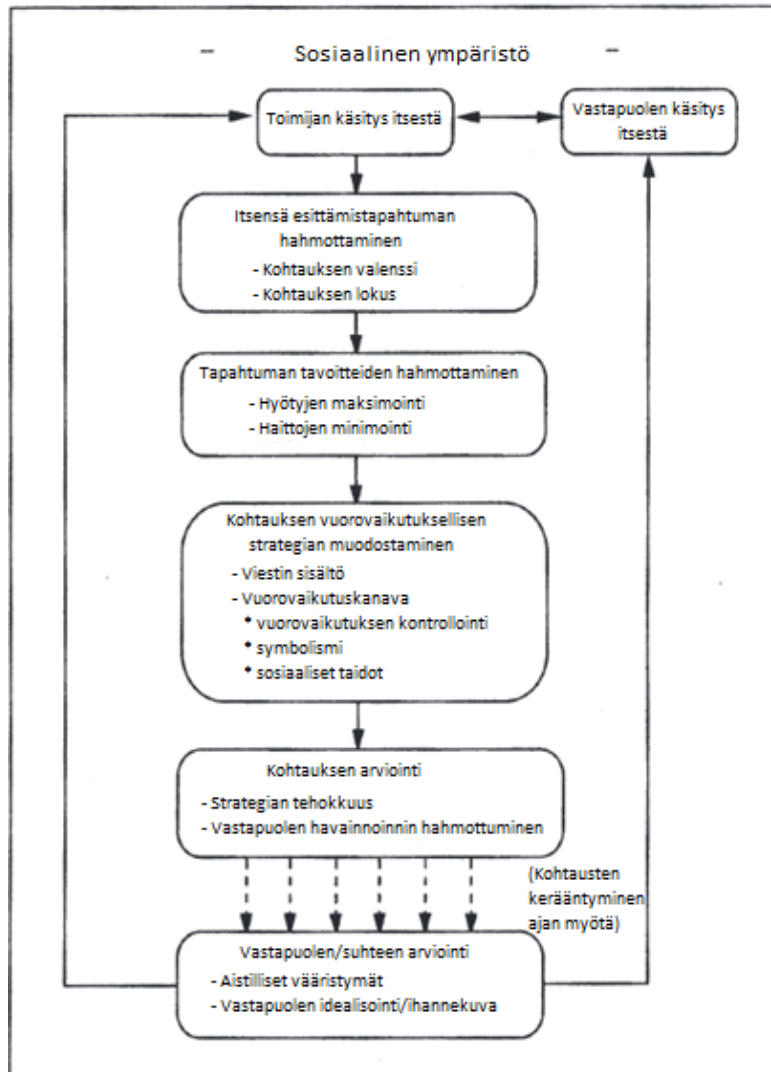 – Sosiaalinen ympäristö –
Toimijan käsitys itsestä
Vastapuolen käsitys
itsestä
Itsensä esittämistapahtuman
hahmottaminen
- Kohtauksen valenssi
- Kohtauksen lokus
Tapahtuman tavoitteiden hahmottaminen
- Hyötyjen maksimointi
- Haittojen minimointi
Kohtauksen vuorovaikutuksellisen
strategian muodostaminen
- Viestin sisältö
- Vuorovaikutuskanava
* vuorovaikutuksen kontrollointi
* symbolismi
* sosiaaliset taidot
Kohtauksen arviointi
- Strategian tehokkuus
- Vastapuolen havainnoinnin hahmottuminen
(Kohtausten
kerääntyminen
ajan myötä)
Vastapuolen/suhteen arviointi
- Aistilliset vääristymät
- Vastapuolen idealisointi/ihannekuva